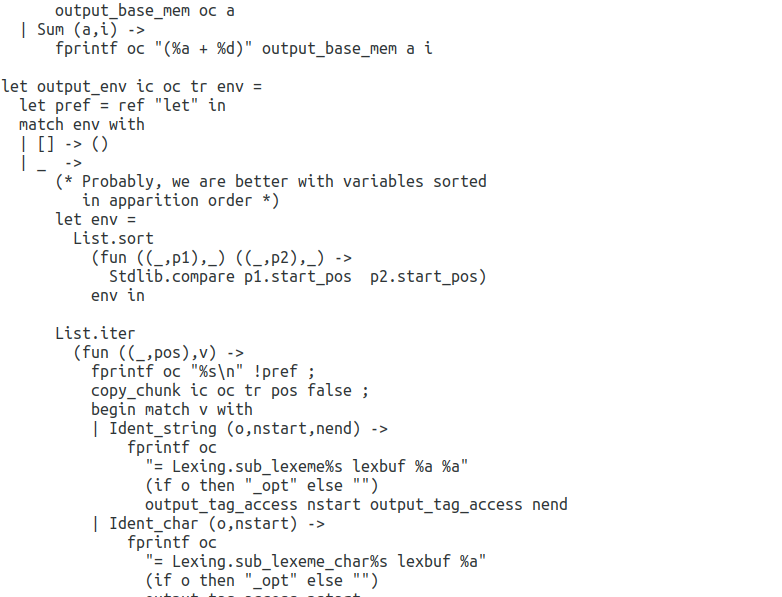 output_base_mem oc a
  | Sum (a,i) ->
      fprintf oc "(%a + %d)" output_base_mem a i

let output_env ic oc tr env =
  let pref = ref "let" in
  match env with
  | [] -> ()
  | _  ->
      (* Probably, we are better with variables sorted
         in apparition order *)
      let env =
        List.sort
          (fun ((_,p1),_) ((_,p2),_) ->
            Stdlib.compare p1.start_pos  p2.start_pos)
          env in

      List.iter
        (fun ((_,pos),v) ->
          fprintf oc "%s\n" !pref ;
          copy_chunk ic oc tr pos false ;
          begin match v with
          | Ident_string (o,nstart,nend) ->
              fprintf oc
                "= Lexing.sub_lexeme%s lexbuf %a %a"
                (if o then "_opt" else "")
                output_tag_access nstart output_tag_access nend
          | Ident_char (o,nstart) ->
              fprintf oc
                "= Lexing.sub_lexeme_char%s lexbuf %a"
                (if o then "_opt" else "")